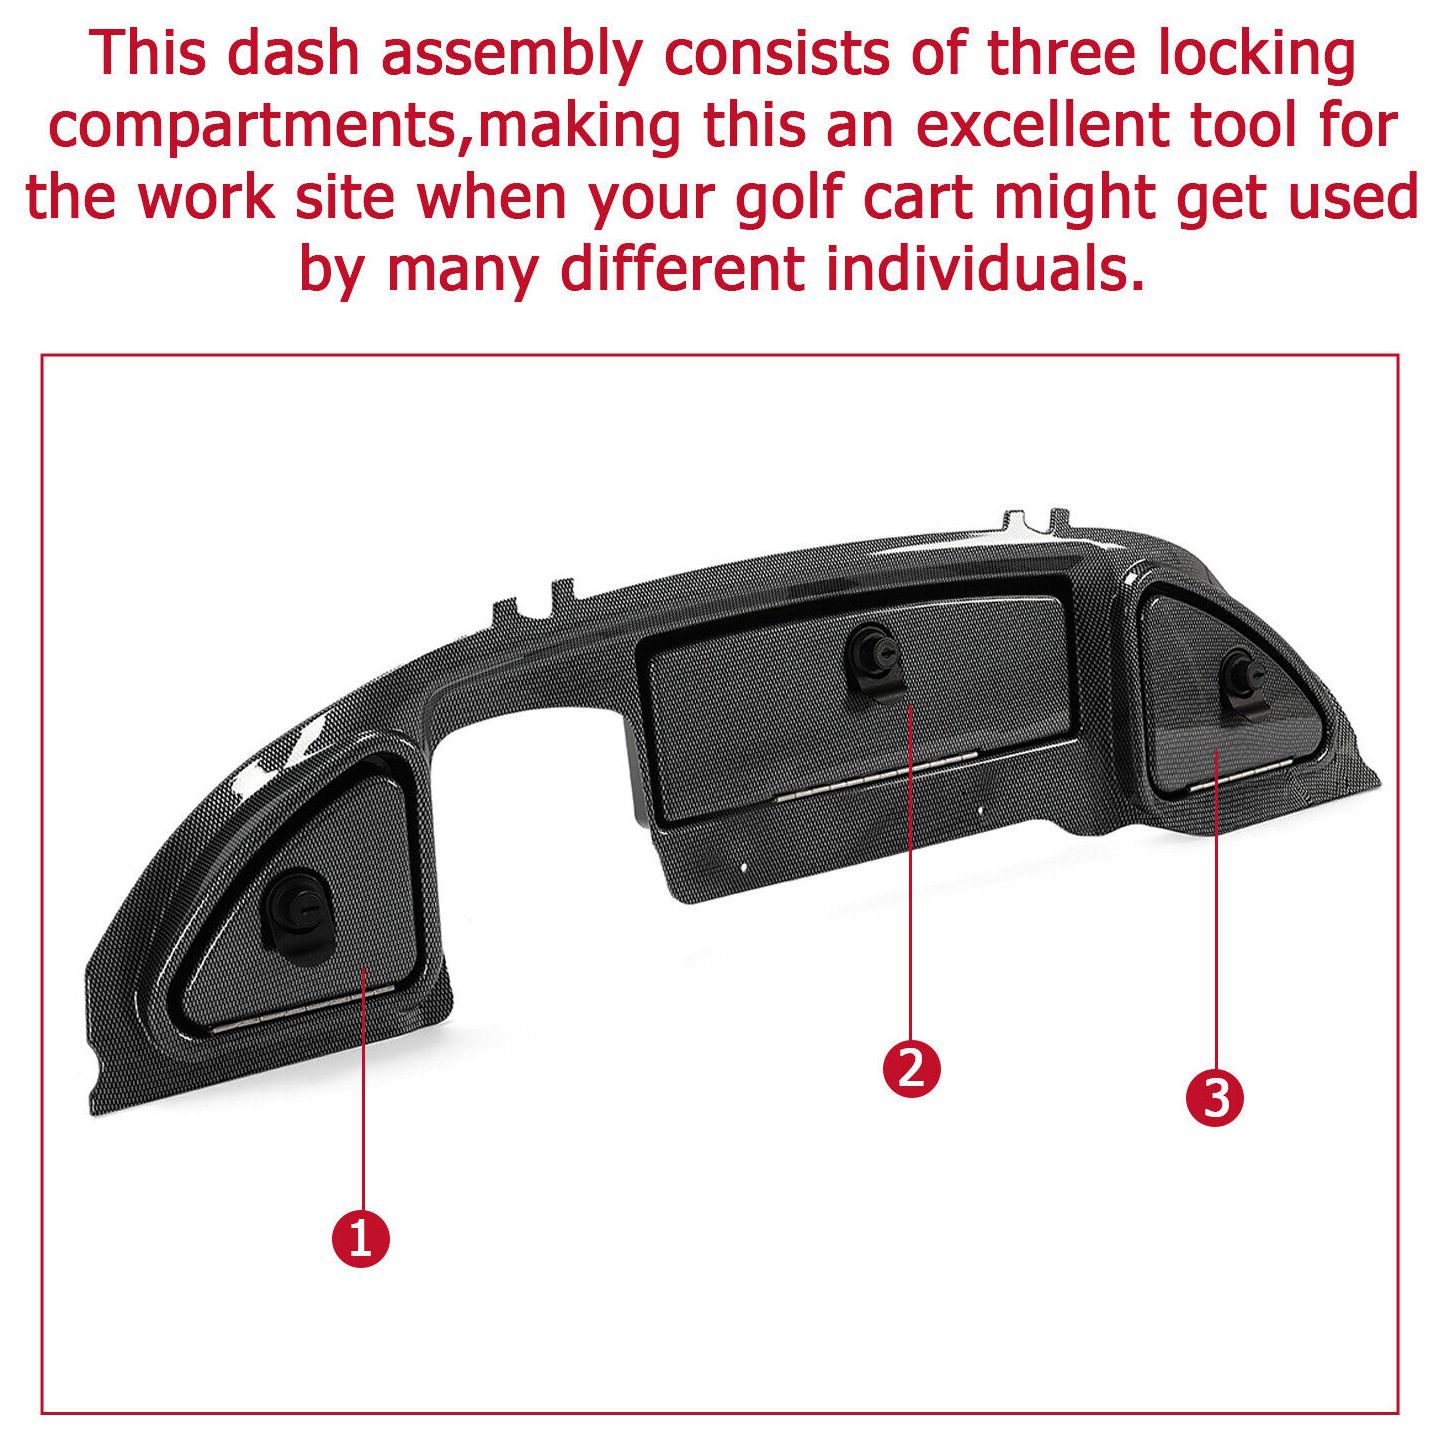 This dash assembly consists of three locking
compartments,making this an excellent tool for
the work site when your golf cart might get used
by many different individuals.
2
3
1